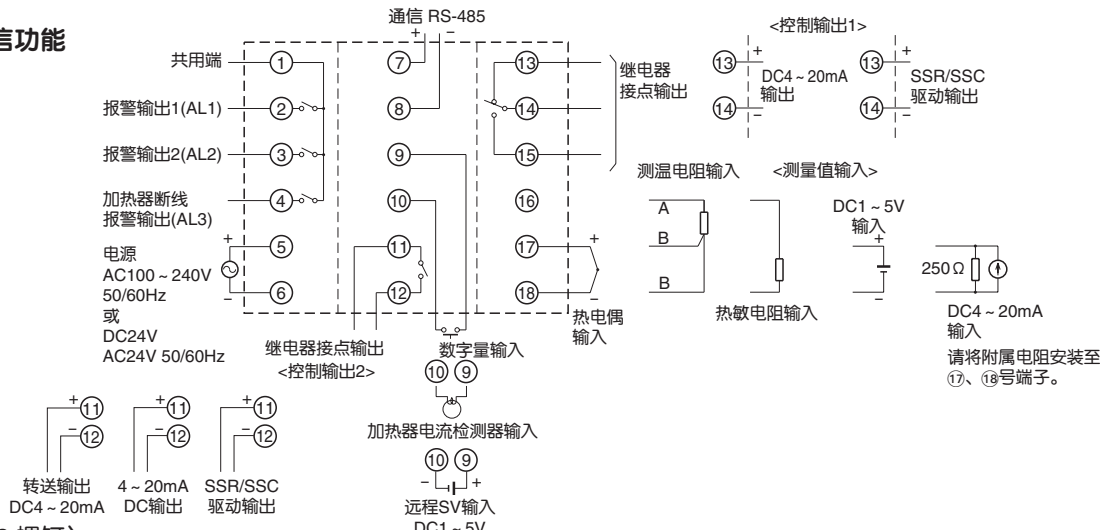 信功能
通信 RS-485
+ −
共用端 ① ⑦ ⑬
报警输出1(AL1) ② ⑧ ⑭
报警输出2(AL2) ③ ⑨ ⑮
加热器断线
报警输出(AL3)
④ ⑩ ⑯
电源
AC100~240V
50/60Hz
或
DC24V
AC24V 50/60Hz
+
−
⑤ ⑪ ⑰ +
⑥ ⑫ ⑱ −
继电器
接点输出
热电偶
输入
继电器接点输出
<控制输出2>
数字量输入
⑩ ⑨
加热器电流检测器输入
⑩ ⑨
− +
远程SV输入
DC1~5V
<控制输出1>
⑬ +
DC4~20mA
输出
⑭ −
⑬ +
SSR/SSC
驱动输出
⑭ −
测温电阻输入
<测量值输入>
A
B
B
热敏电阻输入
DC1~5V
输入
+
−
250Ω
DC4~20mA
输入
请将附属电阻安装至
⑰、⑱号端子。
+⑪
−⑫
转送输出
DC4~20mA
+⑪
−⑫
4~20mA
DC输出
+⑪
−⑫
SSR/SSC
驱动输出